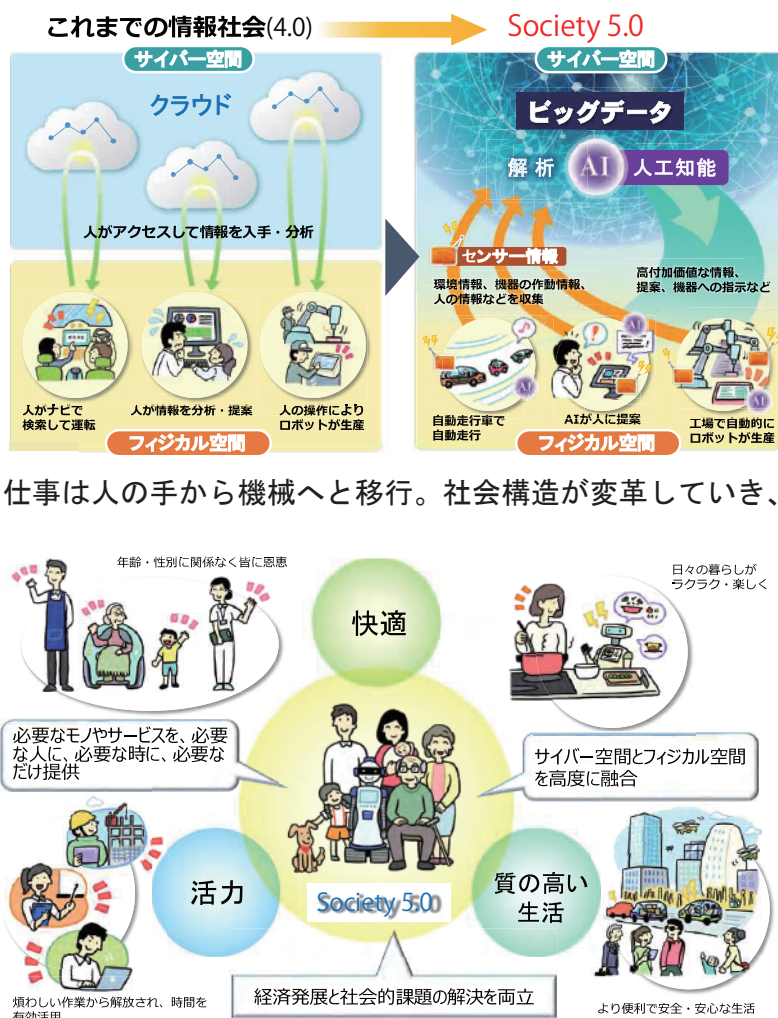 これまでの情報社会(4.0)
Society 5.0
サイバー空間
クラウド
人がアクセスして情報を入手・分析
人がナビで
検索して運転
人が情報を分析・提案
人の操作により
ロボットが生産
フィジカル空間
サイバー空間
ビッグデータ
解析 AI 人工知能
センサー情報
環境情報、機器の作動情報、
人の情報などを収集
高付加価値な情報、
提案、機器への指示など
AI
AI
AI
自動走行車で
自動走行
AIが人に提案
工場で自動的に
ロボットが生産
フィジカル空間
仕事は人の手から機械へと移行。社会構造が変革していき、
年齢・性別に関係なく皆に恩恵
快適
日々の暮らしが
ラクラク・楽しく
必要なモノやサービスを、必要
な人に、必要な時に、必要な
だけ提供
サイバー空間とフィジカル空間
を高度に融合
活力
Society 5.0
質の高い
生活
経済発展と社会的課題の解決を両立
煩わしい作業から解放され、時間を
有効活用
より便利で安全・安心な生活